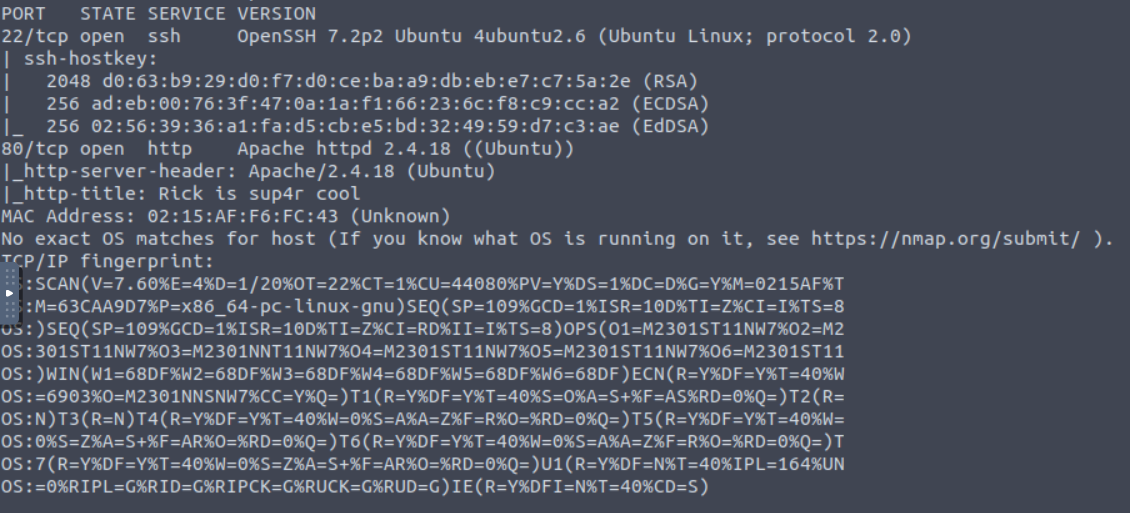 PORT   STATE SERVICE VERSION
22/tcp open  ssh     OpenSSH 7.2p2 Ubuntu 4ubuntu2.6 (Ubuntu Linux; protocol 2.0)
| ssh-hostkey:
|   2048 d0:63:b9:29:d0:f7:d0:ce:ba:a9:db:eb:e7:c7:5a:2e (RSA)
|   256 ad:eb:00:76:3f:47:0a:1a:f1:66:23:6c:f8:c9:cc:a2 (ECDSA)
|_  256 02:56:39:36:a1:fa:d5:cb:e5:bd:32:49:59:d7:c3:ae (EdDSA)
80/tcp open  http    Apache httpd 2.4.18 ((Ubuntu))
|_http-server-header: Apache/2.4.18 (Ubuntu)
|_http-title: Rick is sup4r cool
MAC Address: 02:15:AF:F6:FC:43 (Unknown)
No exact OS matches for host (If you know what OS is running on it, see https://nmap.org/submit/ ).
TCP/IP fingerprint:
:SCAN(V=7.60%E=4%D=1/20%OT=22%CT=1%CU=44080%PV=Y%DS=1%DC=D%G=Y%M=0215AF%T
:M=63CAA9D7%P=x86_64-pc-linux-gnu)SEQ(SP=109%GCD=1%ISR=10D%TI=Z%CI=I%TS=8
OS:)SEQ(SP=109%GCD=1%ISR=10D%TI=Z%CI=RD%II=I%TS=8)OPS(O1=M2301ST11NW7%O2=M2
OS:301ST11NW7%O3=M2301NNT11NW7%O4=M2301ST11NW7%O5=M2301ST11NW7%O6=M2301ST11
OS:)WIN(W1=68DF%W2=68DF%W3=68DF%W4=68DF%W5=68DF%W6=68DF)ECN(R=Y%DF=Y%T=40%W
OS:=6903%O=M2301NNSNW7%CC=Y%Q=)T1(R=Y%DF=Y%T=40%S=O%A=S+%F=AS%RD=0%Q=)T2(R=
OS:N)T3(R=N)T4(R=Y%DF=Y%T=40%W=0%S=A%A=Z%F=R%O=%RD=0%Q=)T5(R=Y%DF=Y%T=40%W=
OS:0%S=Z%A=S+%F=AR%O=%RD=0%Q=)T6(R=Y%DF=Y%T=40%W=0%S=A%A=Z%F=R%O=%RD=0%Q=)T
OS:7(R=Y%DF=Y%T=40%W=0%S=Z%A=S+%F=AR%O=%RD=0%Q=)U1(R=Y%DF=N%T=40%IPL=164%UN
OS:=0%RIPL=G%RID=G%RIPCK=G%RUCK=G%RUD=G)IE(R=Y%DFI=N%T=40%CD=S)